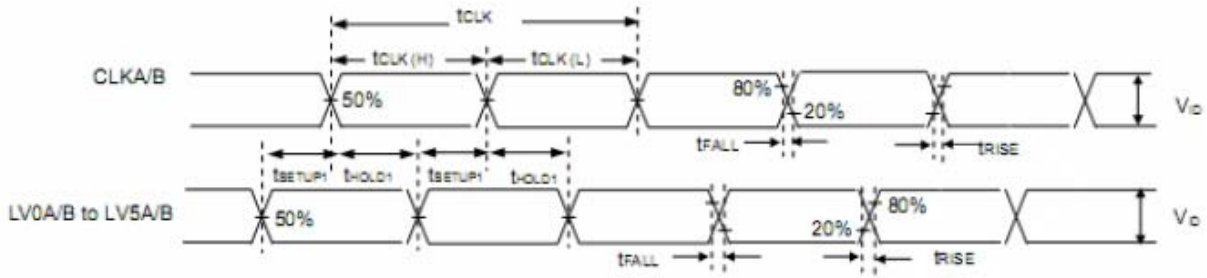 tCLK
tCLK (H) tCLK (L)
CLKA/B
50%
80%
20%
VID
tFALL
tRISE
tSETUP1 tHOLD1 tSETUP1 tHOLD1
LV0A/B to LV5A/B
50%
80%
20%
VID
tFALL
tRISE